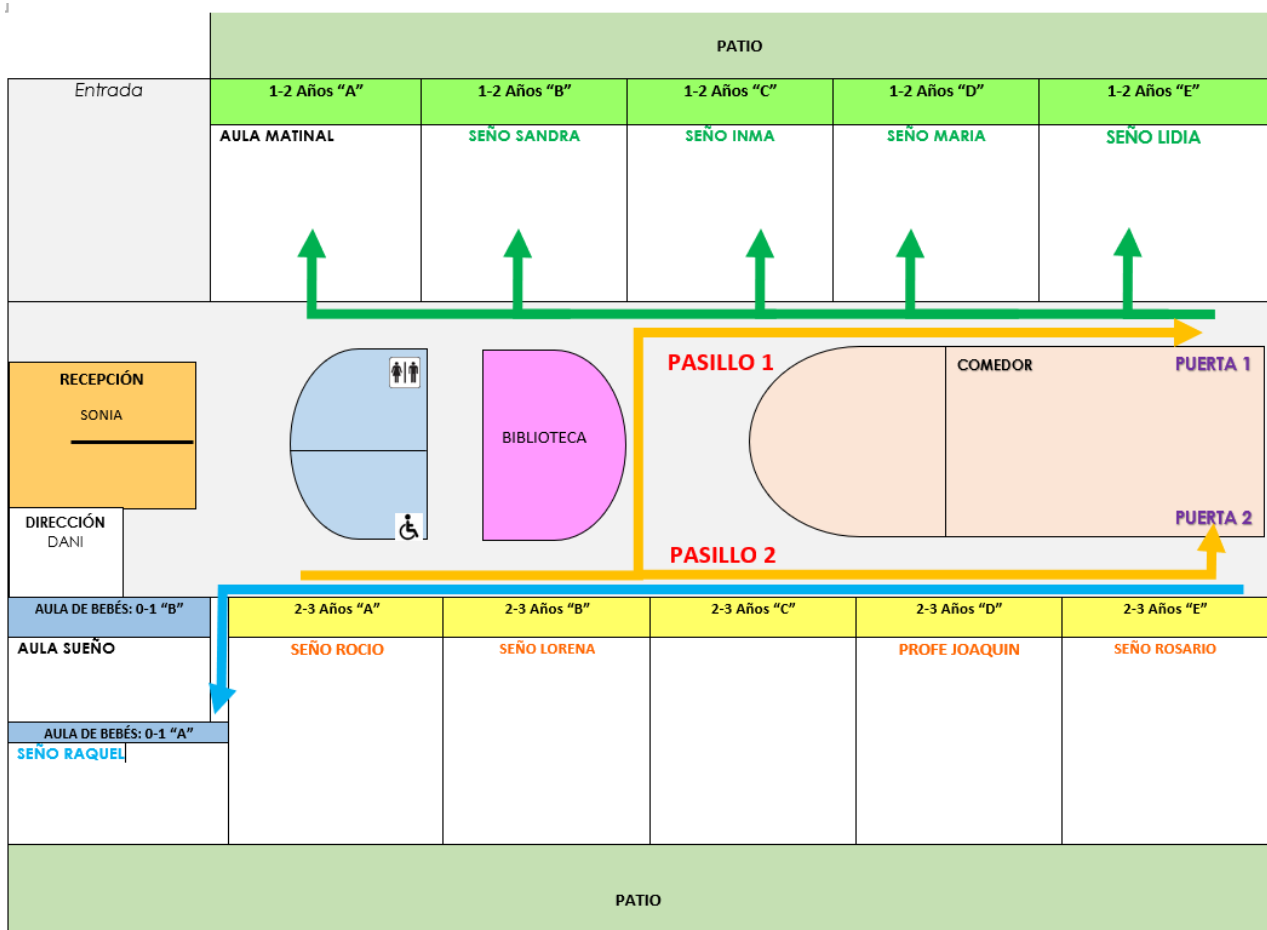 PATIO
Entrada
1-2 Años “A”
1-2 Años “B”
1-2 Años “C”
1-2 Años “D”
1-2 Años “E”
AULA MATINAL
SEÑO SANDRA
SEÑO INMA
SEÑO MARIA
SEÑO LIDIA
RECEPCIÓN
SONIA
BIBLIOTECA
PASILLO 1
COMEDOR
PUERTA 1
DIRECCIÓN
DANI
PASILLO 2
PUERTA 2
AULA DE BEBÉS: 0-1 “B”
2-3 Años “A”
2-3 Años “B”
2-3 Años “C”
2-3 Años “D”
2-3 Años “E”
AULA SUEÑO
SEÑO ROCIO
SEÑO LORENA
PROFE JOAQUIN
SEÑO ROSARIO
AULA DE BEBÉS: 0-1 “A”
SEÑO RAQUEL
PATIO